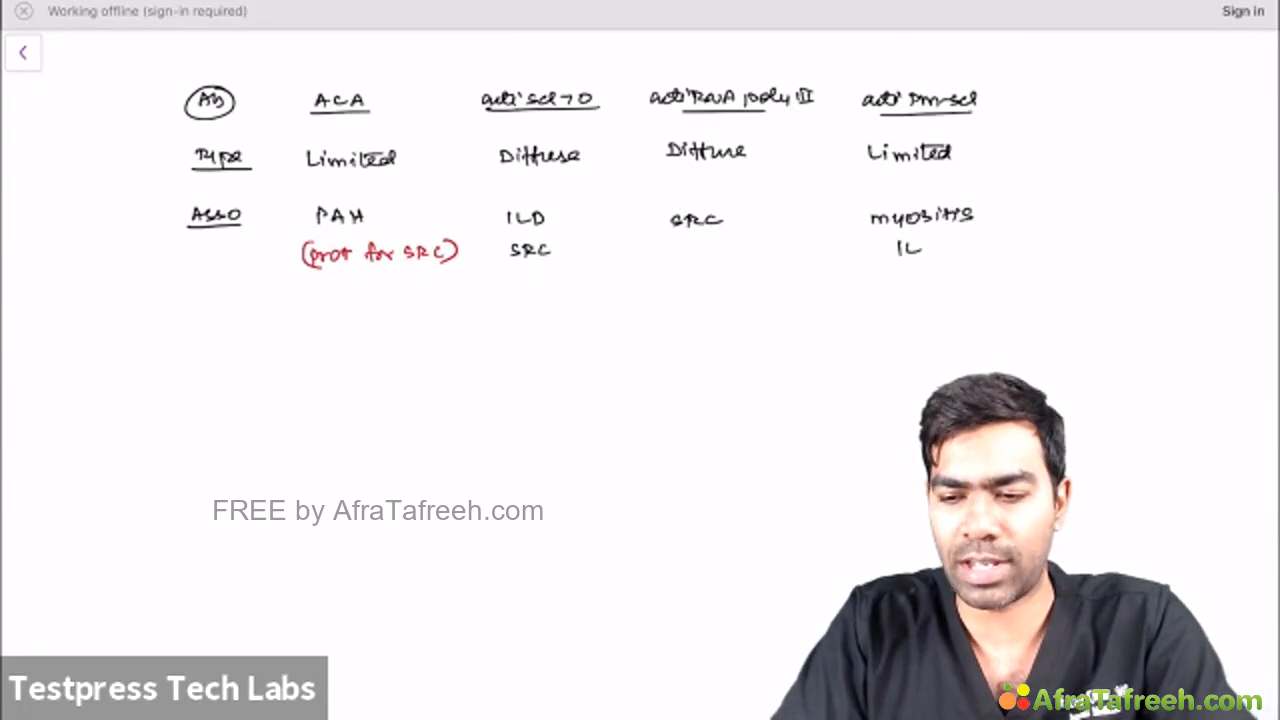 Working offline (sign-in required)
Sign in
Ab ACA anti Scl 70 anti RNA poly III anti Pm-scl
Type Limited Diffuse Diffuse Limited
Asso PAH ILD SRC myositis
(prot for SRC) SRC IL
FREE by AfraTafreeh.com
Testpress Tech Labs
AfraTafreeh.com